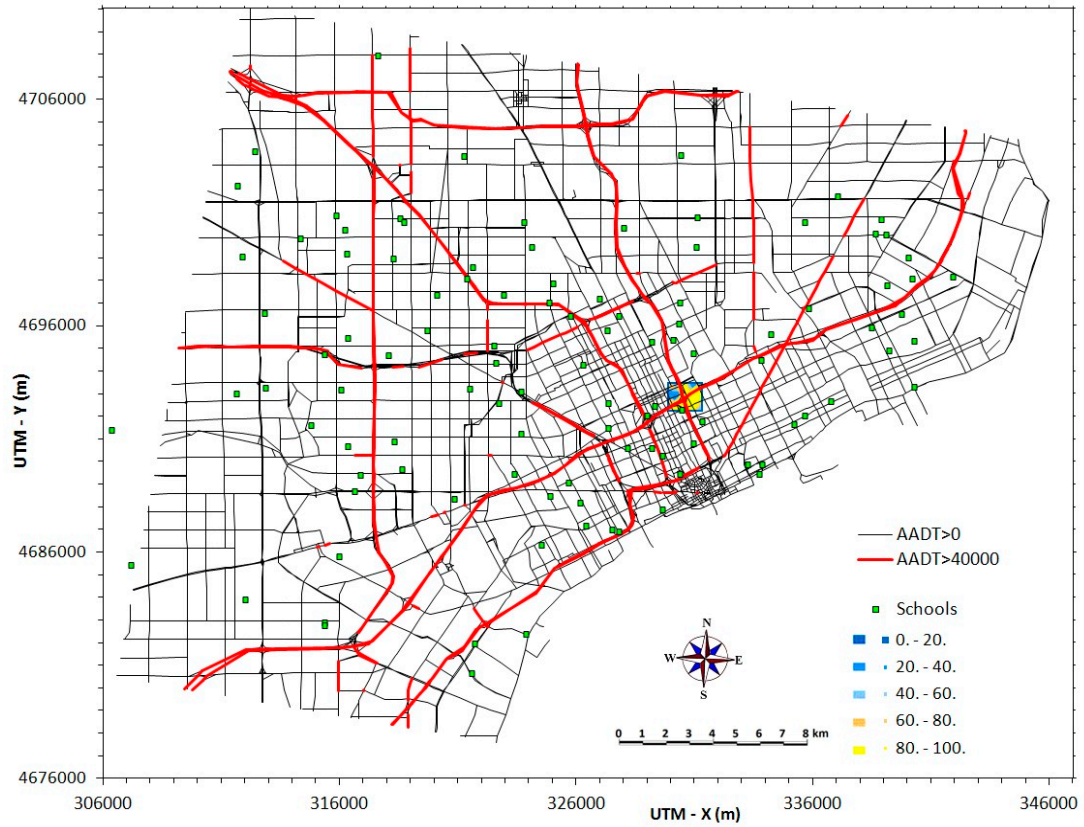 4706000
4696000
4686000
4676000
UTM - Y (m)
306000
316000
326000
336000
346000
UTM - X (m)
AADT>0
AADT>40000
Schools
0. - 20.
20. - 40.
40. - 60.
60. - 80.
80. - 100.
N
W
E
S
0 1 2 3 4 5 6 7 8 km